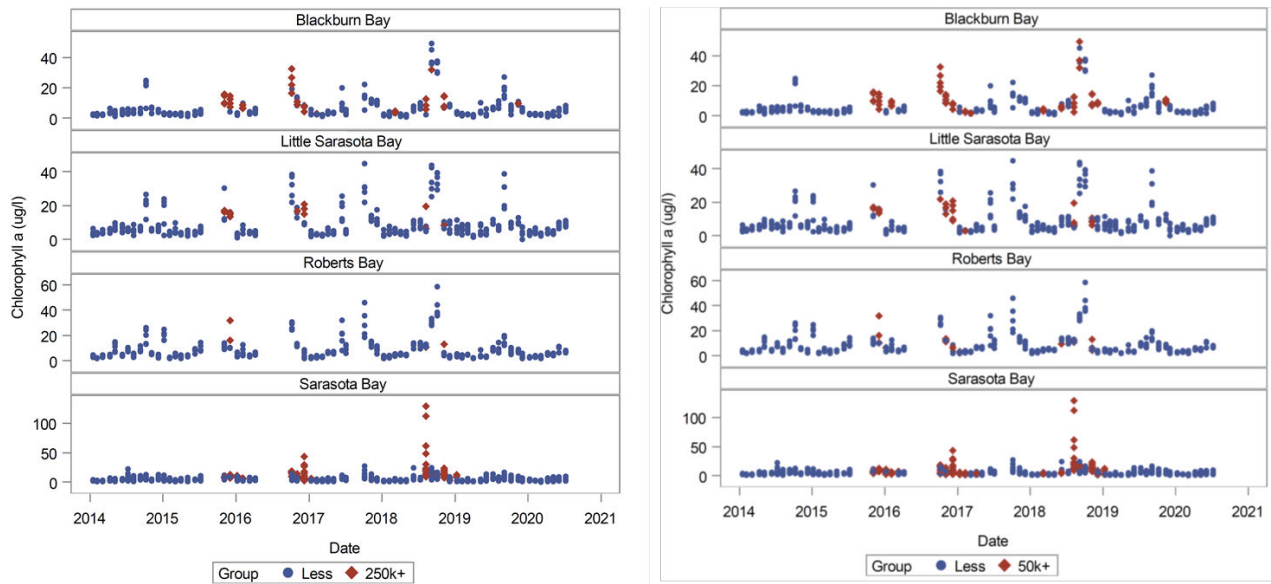 Blackburn Bay
40
20
0
Little Sarasota Bay
40
20
0
Roberts Bay
60
40
20
0
Sarasota Bay
100
50
0
Chlorophyll a (ug/l)
2014 2015 2016 2017 2018 2019 2020 2021
Date
Group Less 250k+
Blackburn Bay
60
40
20
0
Little Sarasota Bay
40
20
0
Roberts Bay
60
40
20
0
Sarasota Bay
100
50
0
Chlorophyll a (ug/l)
2014 2015 2016 2017 2018 2019 2020 2021
Date
Group Less 50k+